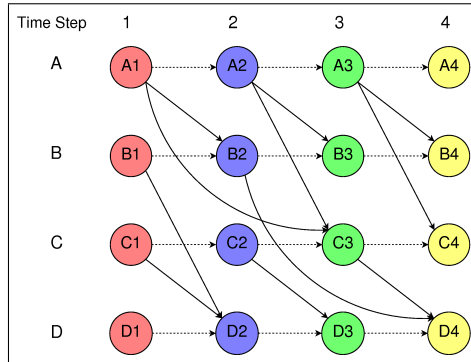 Time Step 1 2 3 4
A A1 A2 A3 A4
B B1 B2 B3 B4
C C1 C2 C3 C4
D D1 D2 D3 D4